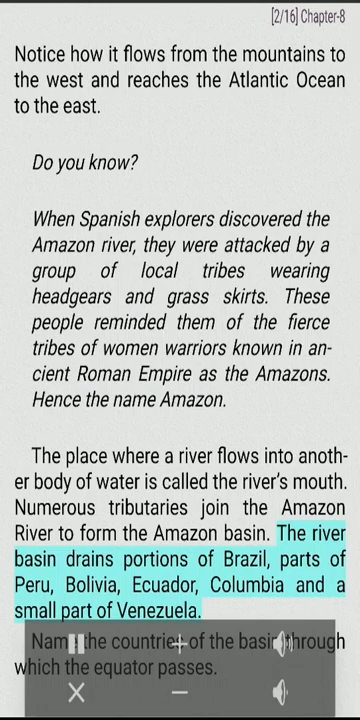 [2/16] Chapter-8
Notice how it flows from the mountains to
the west and reaches the Atlantic Ocean
to the east.
Do you know?
When Spanish explorers discovered the
Amazon river, they were attacked by a
group of local tribes wearing
headgears and grass skirts. These
people reminded them of the fierce
tribes of women warriors known in an-
cient Roman Empire as the Amazons.
Hence the name Amazon.
The place where a river flows into anoth-
er body of water is called the river's mouth.
Numerous tributaries join the Amazon
River to form the Amazon basin. The river
basin drains portions of Brazil, parts of
Peru, Bolivia, Ecuador, Columbia and a
small part of Venezuela.
Name the countries of the basin through
which the equator passes.